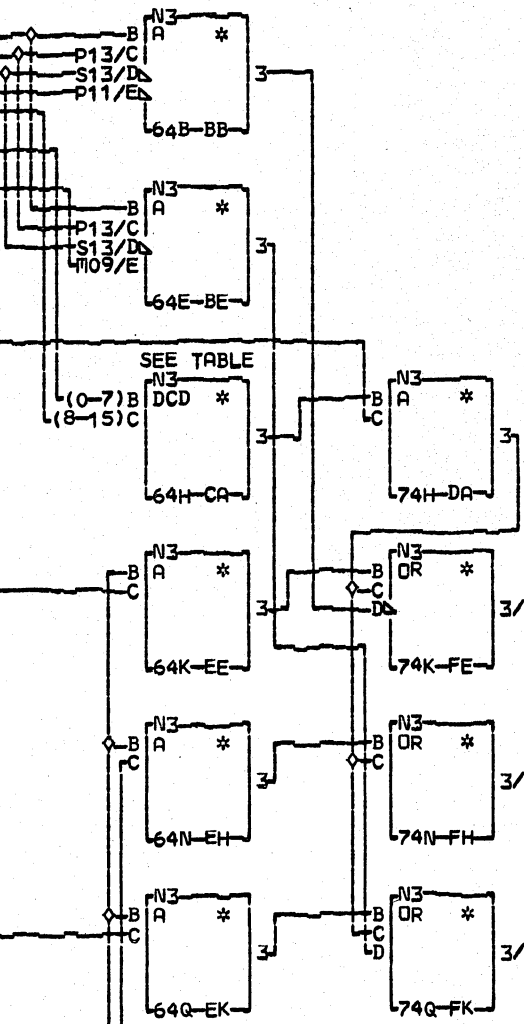 N3
B A *
P13/C
S13/D 3
P11/E
64B BB
N3
B A *
P13/C
S13/D 3
M09/E
64E BE
SEE TABLE
N3 N3
(0-7) B DCD * B A *
(8-15) C C
3 3
64H CA 74H DA
N3 N3
B A * B OR *
C C
3 D 3/
64K EE 74K FE
N3 N3
B A * B OR *
C C
3 3/
64N EH 74N FH
N3 N3
B A * B OR *
C C
3 D 3/
64Q EK 74Q FK